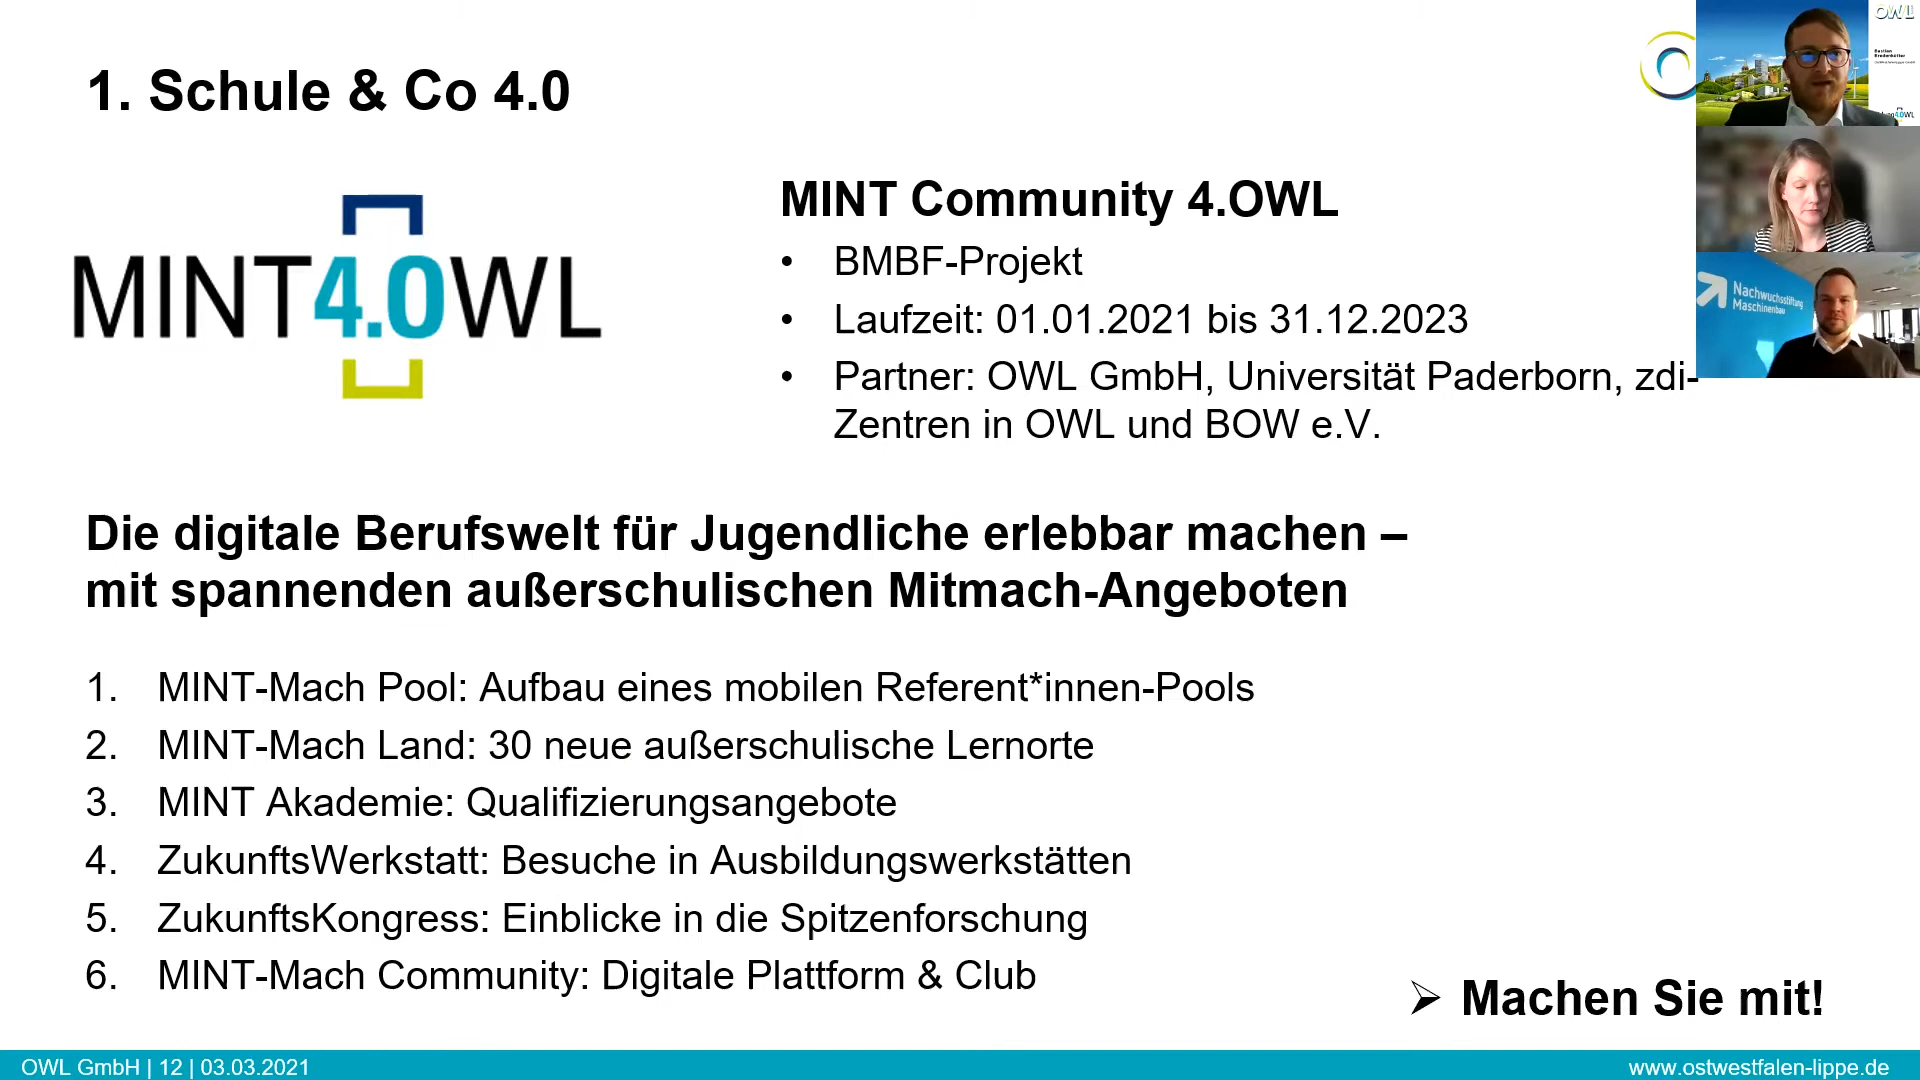 1. Schule & Co 4.0
MINT4.0WL
MINT Community 4.OWL
• BMBF-Projekt
• Laufzeit: 01.01.2021 bis 31.12.2023
• Partner: OWL GmbH, Universität Paderborn, zdi-
Zentren in OWL und BOW e.V.
OWL
Bastian
Nachwuchsstiftung
Maschinenbau
Die digitale Berufswelt für Jugendliche erlebbar machen –
mit spannenden außerschulischen Mitmach-Angeboten
1. MINT-Mach Pool: Aufbau eines mobilen Referent*innen-Pools
2. MINT-Mach Land: 30 neue außerschulische Lernorte
3. MINT Akademie: Qualifizierungsangebote
4. ZukunftsWerkstatt: Besuche in Ausbildungswerkstätten
5. ZukunftsKongress: Einblicke in die Spitzenforschung
6. MINT-Mach Community: Digitale Plattform & Club
➢ Machen Sie mit!
OWL GmbH | 12 | 03.03.2021
www.ostwestfalen-lippe.de